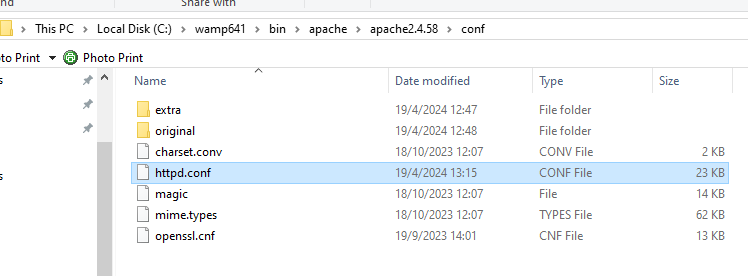 Share with
This PC > Local Disk (C:) > wamp641 > bin > apache > apache2.4.58 > conf
to Print Photo Print
Name Date modified Type Size
extra 19/4/2024 12:47 File folder
original 19/4/2024 12:48 File folder
charset.conv 18/10/2023 12:07 CONV File 2 KB
httpd.conf 19/4/2024 13:15 CONF File 23 KB
magic 18/10/2023 12:07 File 14 KB
mime.types 18/10/2023 12:07 TYPES File 62 KB
openssl.cnf 19/9/2023 14:01 CNF File 13 KB